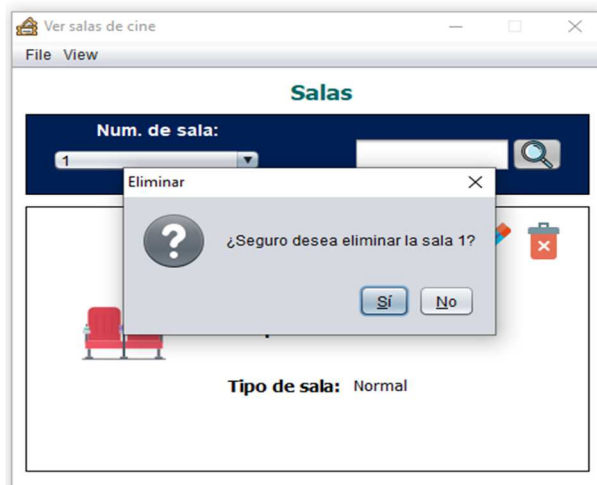 Ver salas de cine
File View
Salas
Num. de sala:
1
Eliminar
¿Seguro desea eliminar la sala 1?
Sí No
Tipo de sala: Normal